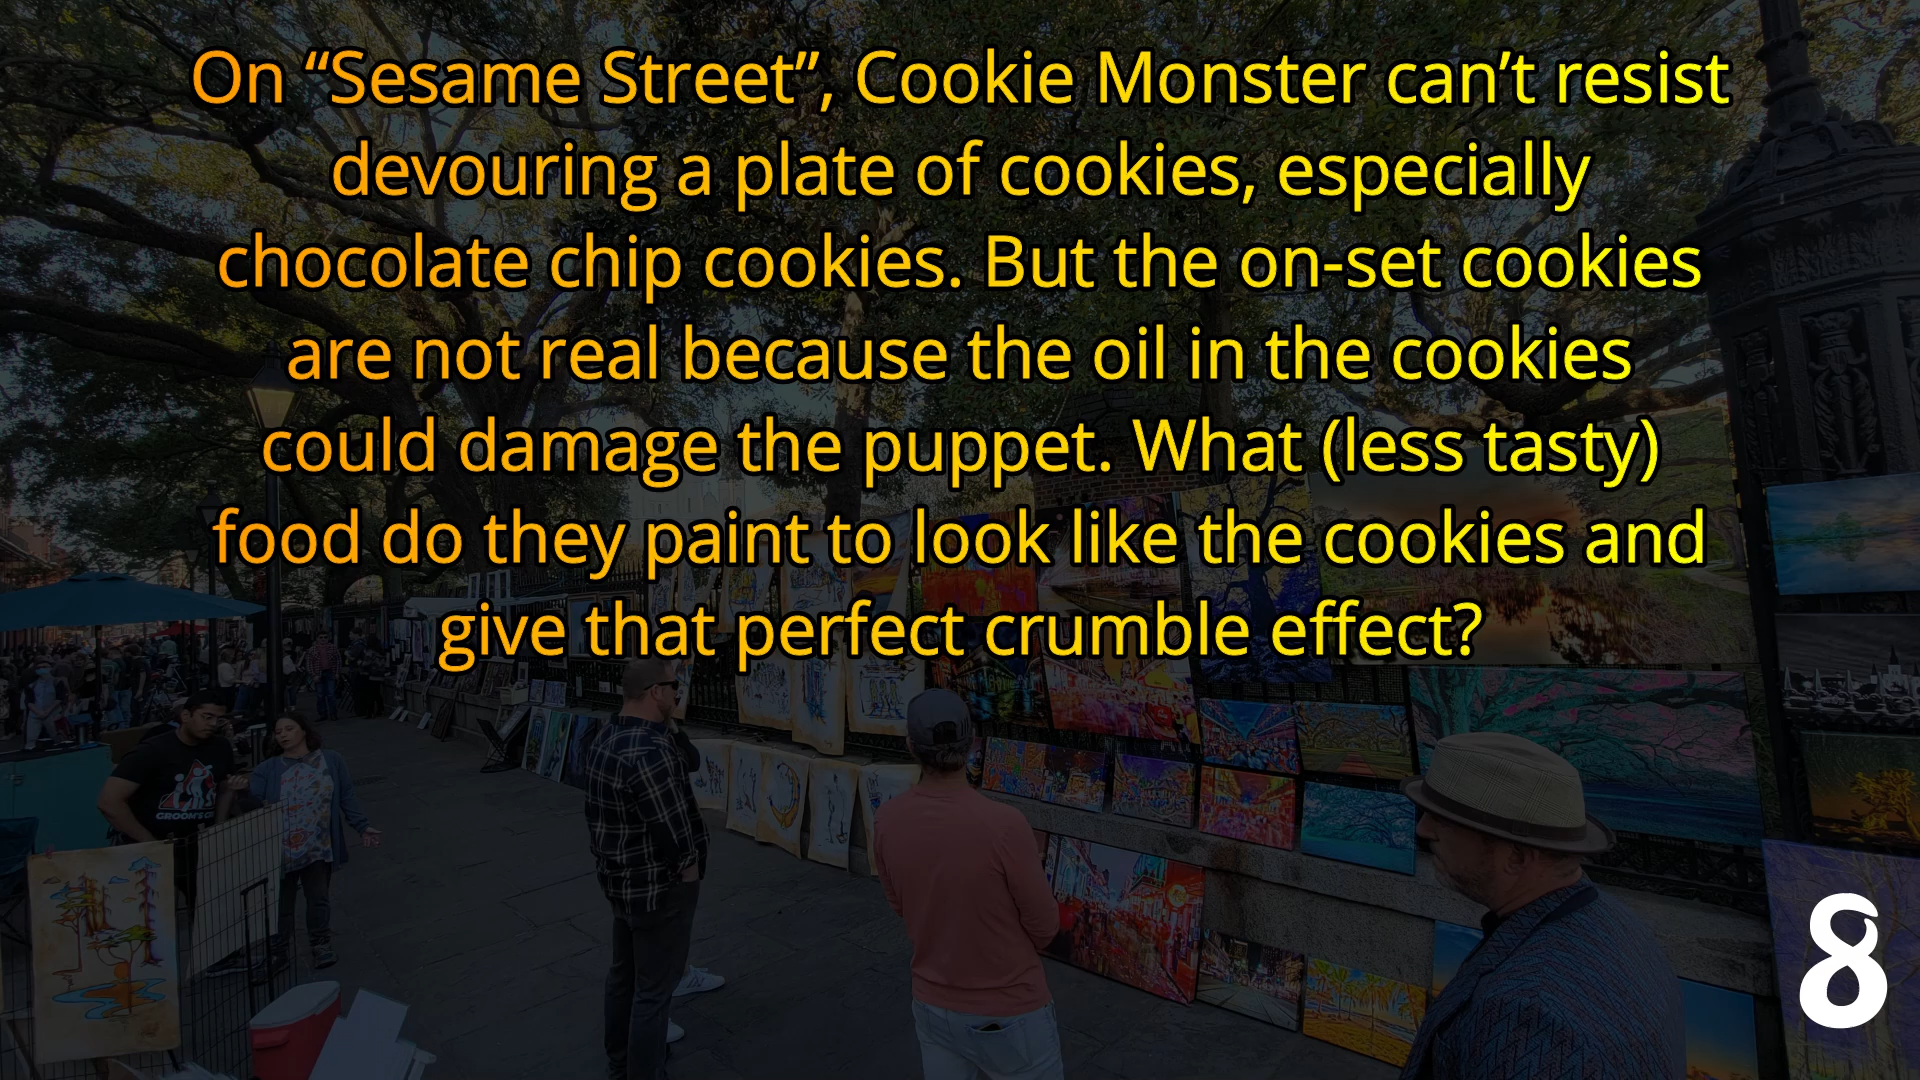 On “Sesame Street”, Cookie Monster can’t resist
devouring a plate of cookies, especially
chocolate chip cookies. But the on-set cookies
are not real because the oil in the cookies
could damage the puppet. What (less tasty)
food do they paint to look like the cookies and
give that perfect crumble effect?
8